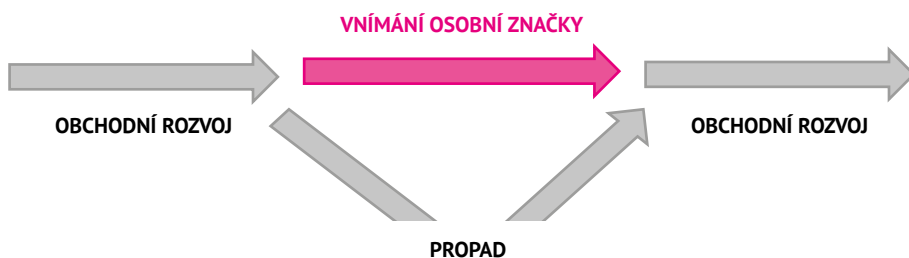 VNÍMÁNÍ OSOBNÍ ZNAČKY
OBCHODNÍ ROZVOJ
OBCHODNÍ ROZVOJ
PROPAD